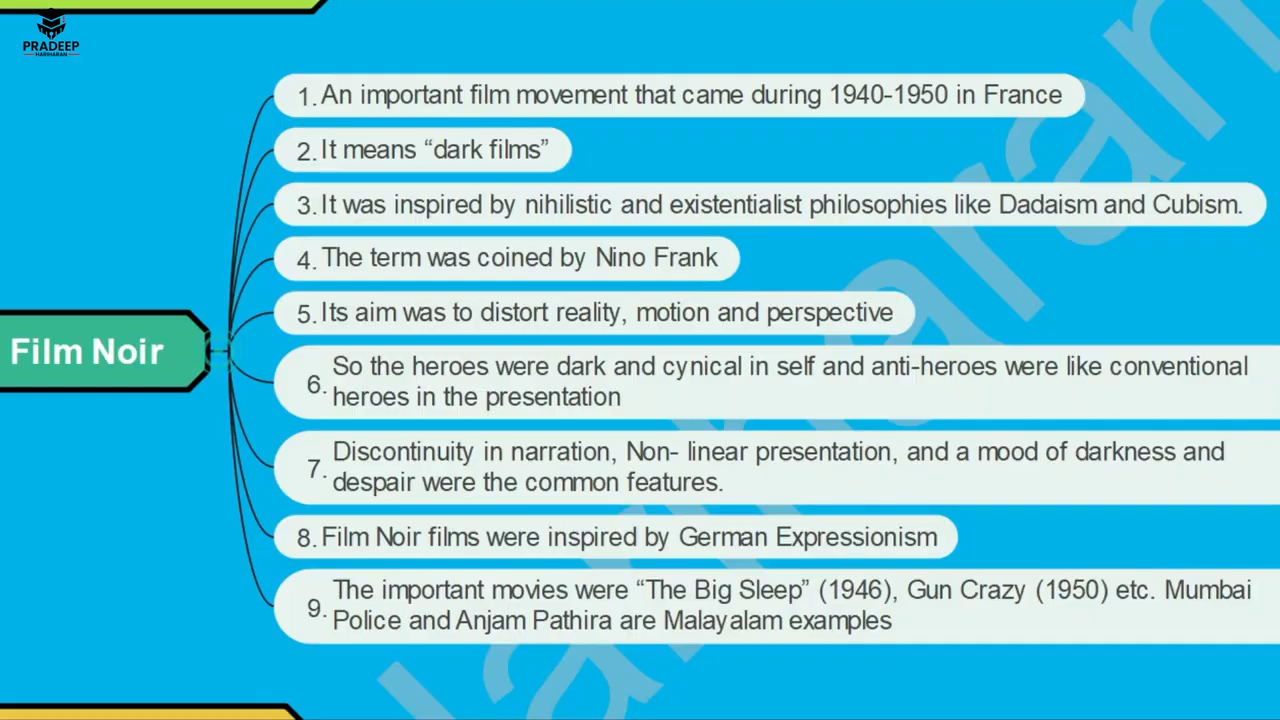 PRADEEP
HARIHARAN
1. An important film movement that came during 1940-1950 in France
2. It means “dark films”
3. It was inspired by nihilistic and existentialist philosophies like Dadaism and Cubism.
4. The term was coined by Nino Frank
5. Its aim was to distort reality, motion and perspective
Film Noir
6. So the heroes were dark and cynical in self and anti-heroes were like conventional
heroes in the presentation
7. Discontinuity in narration, Non- linear presentation, and a mood of darkness and
despair were the common features.
8. Film Noir films were inspired by German Expressionism
9. The important movies were “The Big Sleep” (1946), Gun Crazy (1950) etc. Mumbai
Police and Anjam Pathira are Malayalam examples